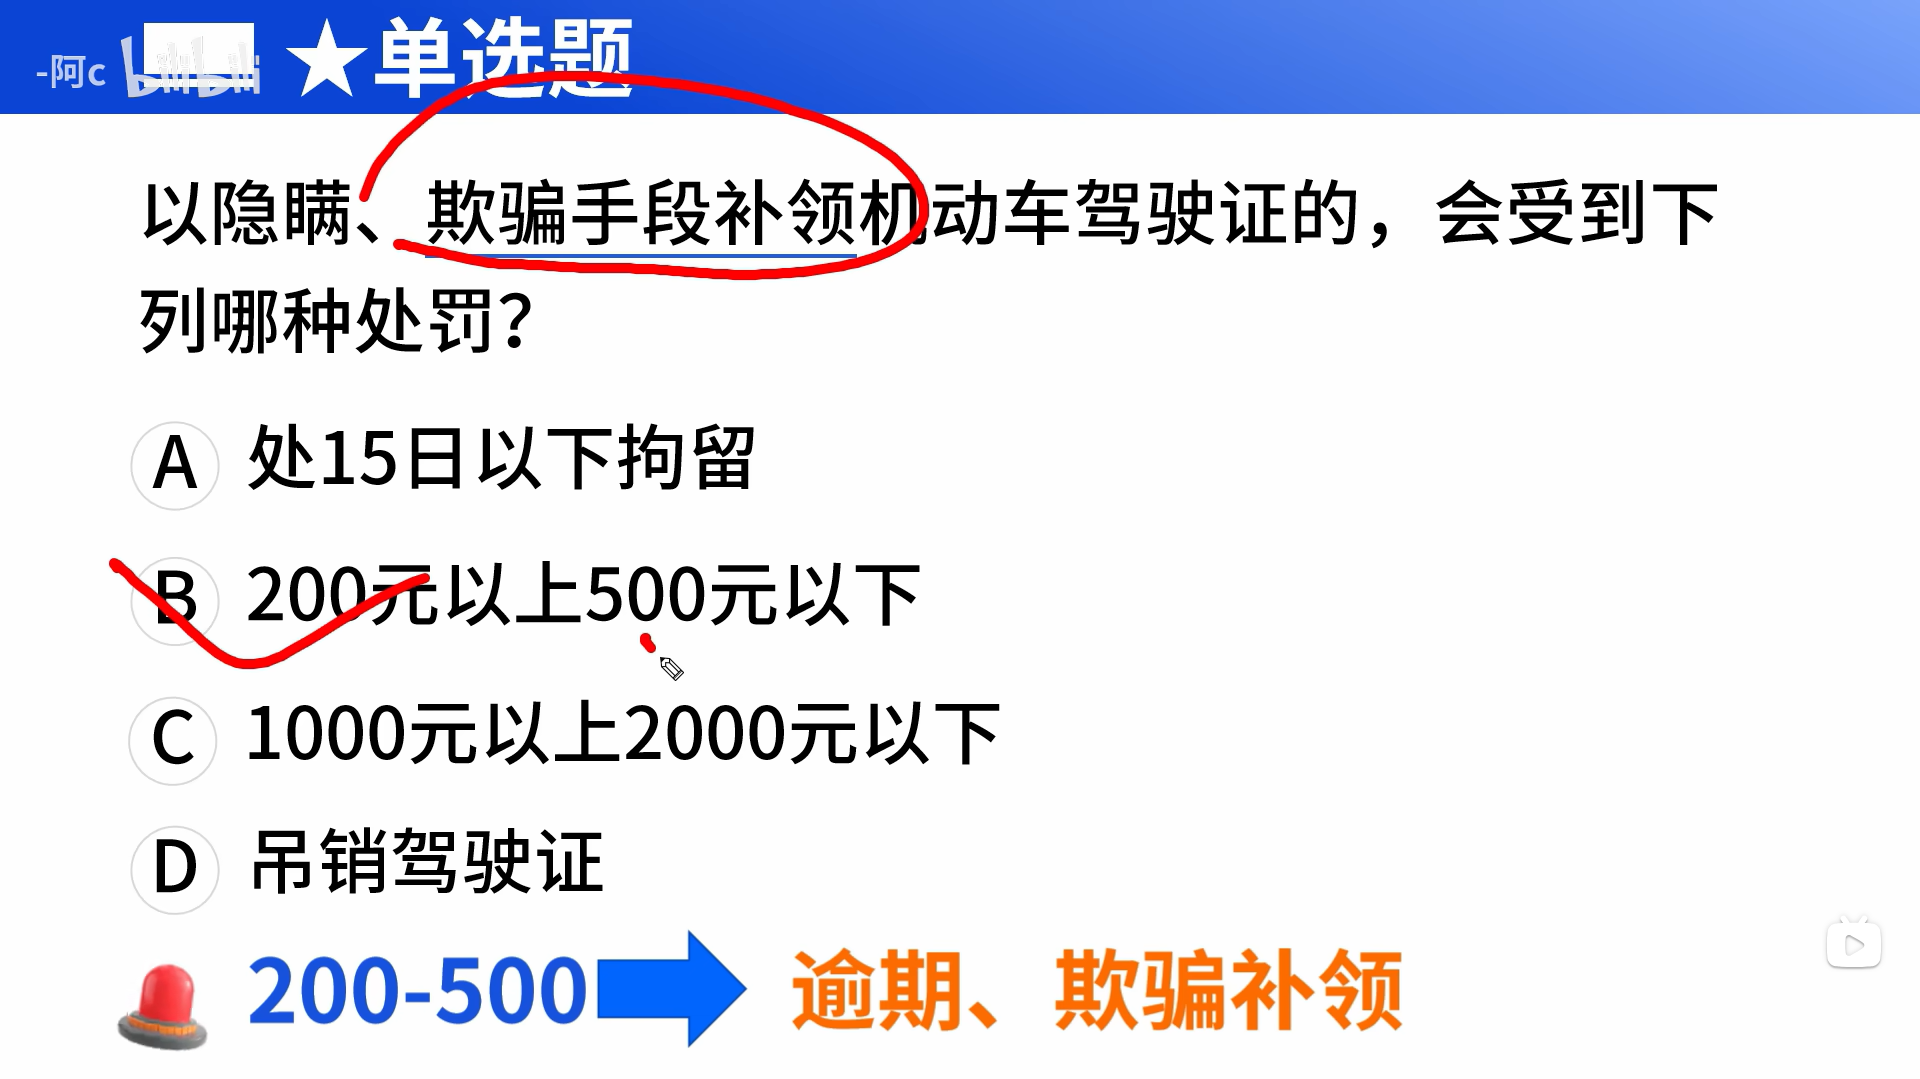 -阿c bilibili ★单选题
以隐瞒、欺骗手段补领机动车驾驶证的，会受到下
列哪种处罚？
A 处15日以下拘留
B 200元以上500元以下
C 1000元以上2000元以下
D 吊销驾驶证
200-500 逾期、欺骗补领